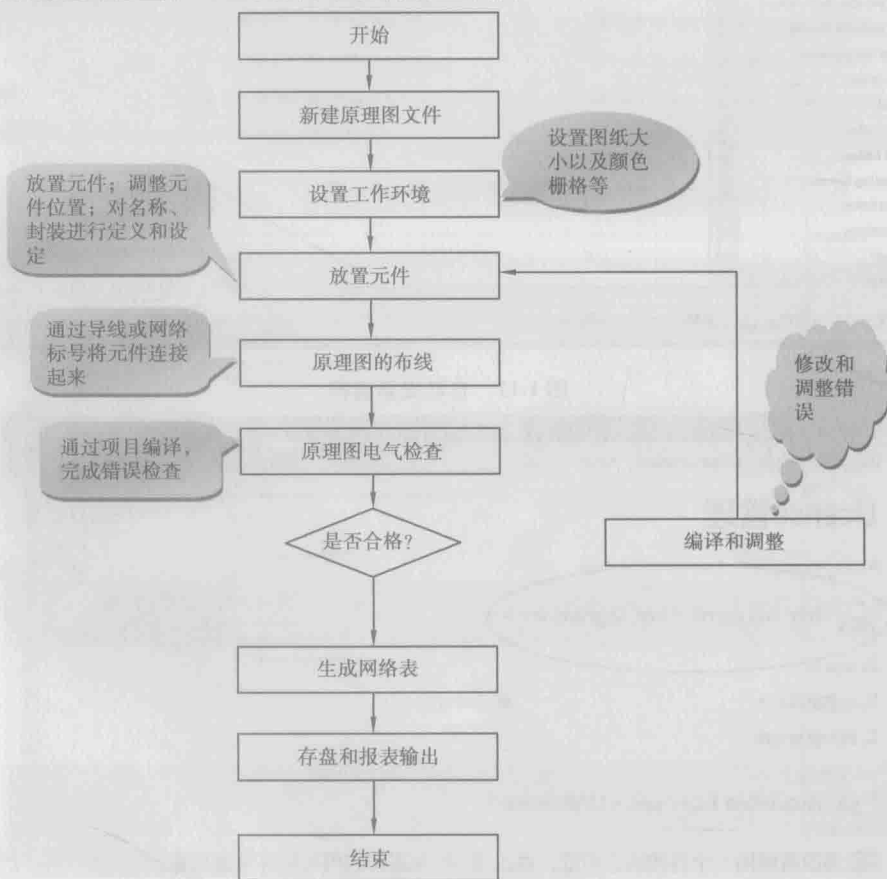 开始
新建原理图文件
设置图纸大
小以及颜色
栅格等
设置工作环境
放置元件；调整元
件位置；对名称、
封装进行定义和设
定
放置元件
通过导线或网络
标号将元件连接
起来
原理图的布线
修改和
调整错
误
通过项目编译，
完成错误检查
原理图电气检查
是否合格？
编译和调整
生成网络表
存盘和报表输出
结束